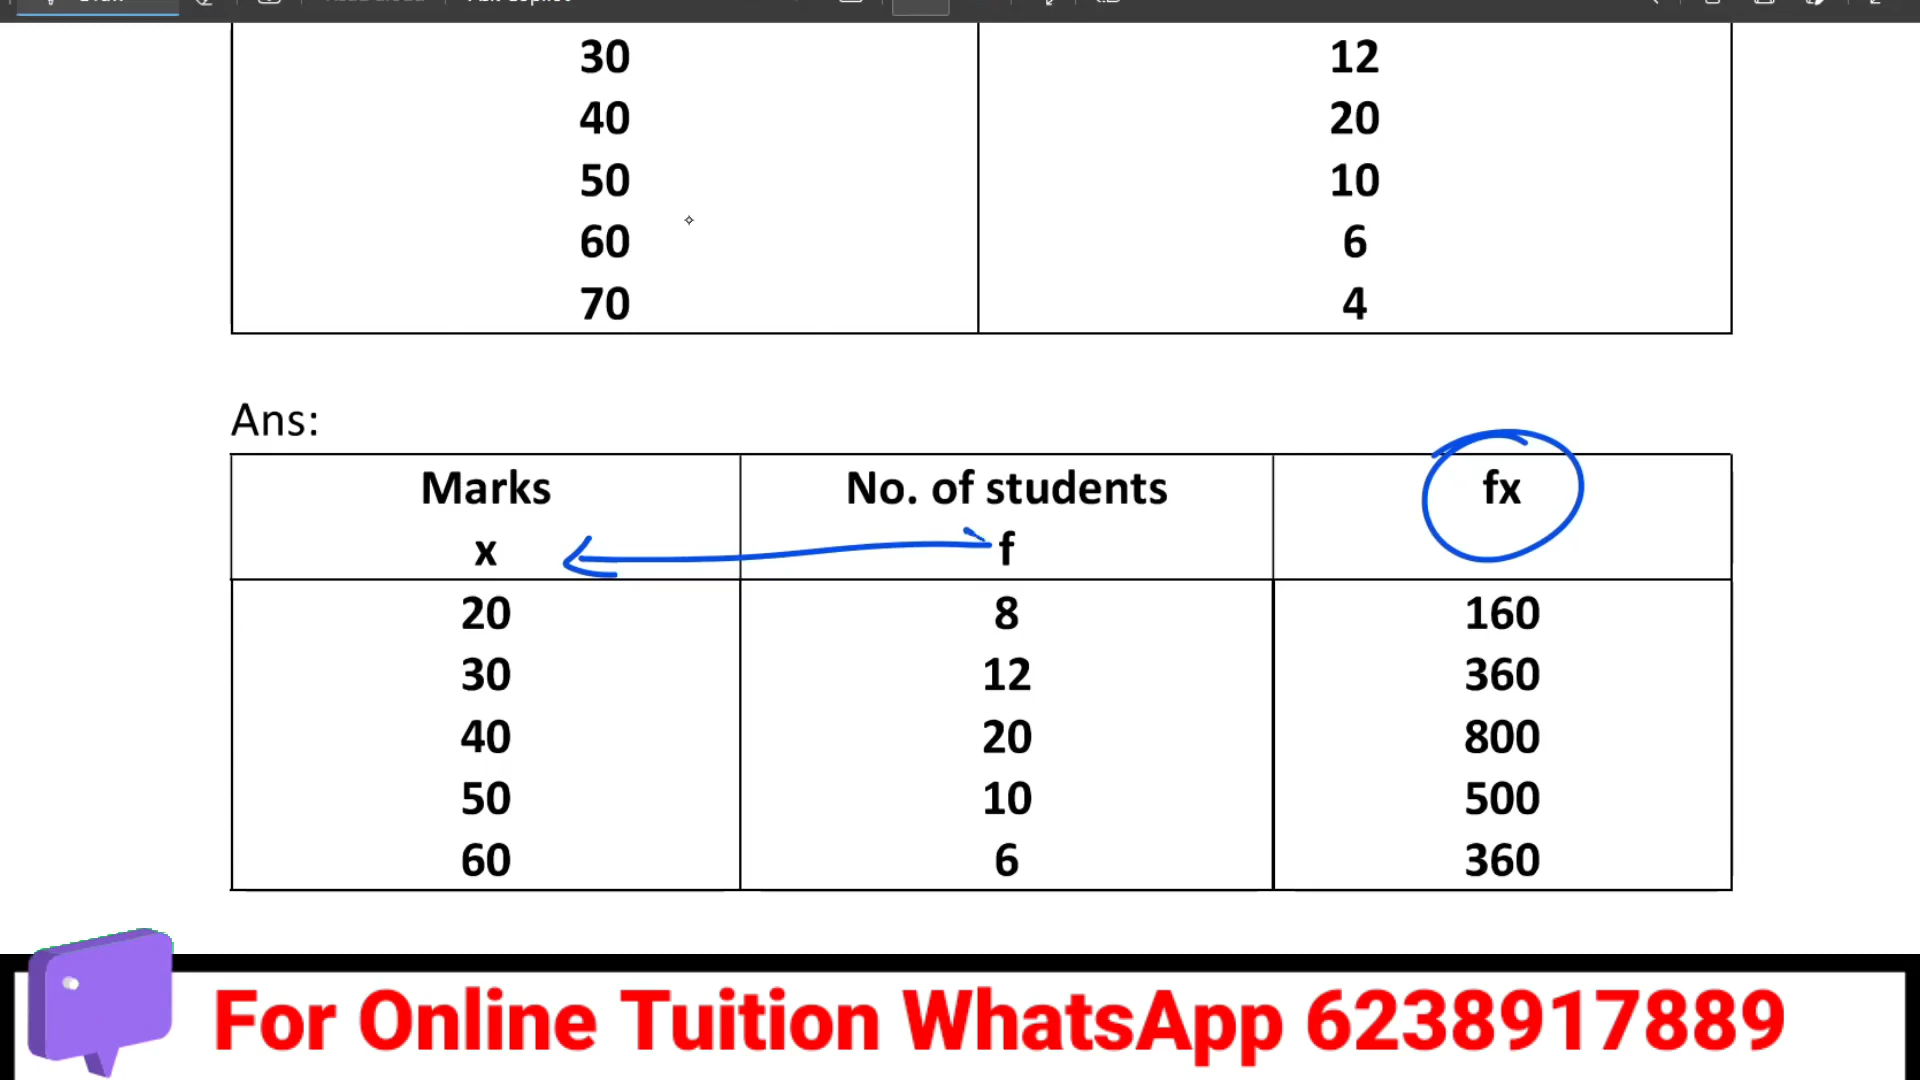 30 12
40 20
50 10
60 6
70 4
Ans:
Marks No. of students fx
x f
20 8 160
30 12 360
40 20 800
50 10 500
60 6 360
For Online Tuition WhatsApp 6238917889